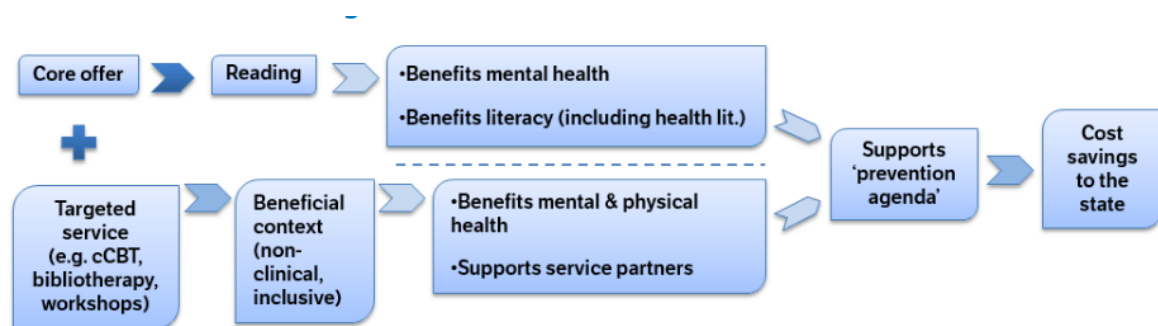 Core offer
Reading
•Benefits mental health
•Benefits literacy (including health lit.)
Targeted
service
(e.g. cCBT,
bibliotherapy,
workshops)
Beneficial
context
(non-
clinical,
inclusive)
•Benefits mental & physical
health
•Supports service partners
Supports
‘prevention
agenda’
Cost
savings
to the
state